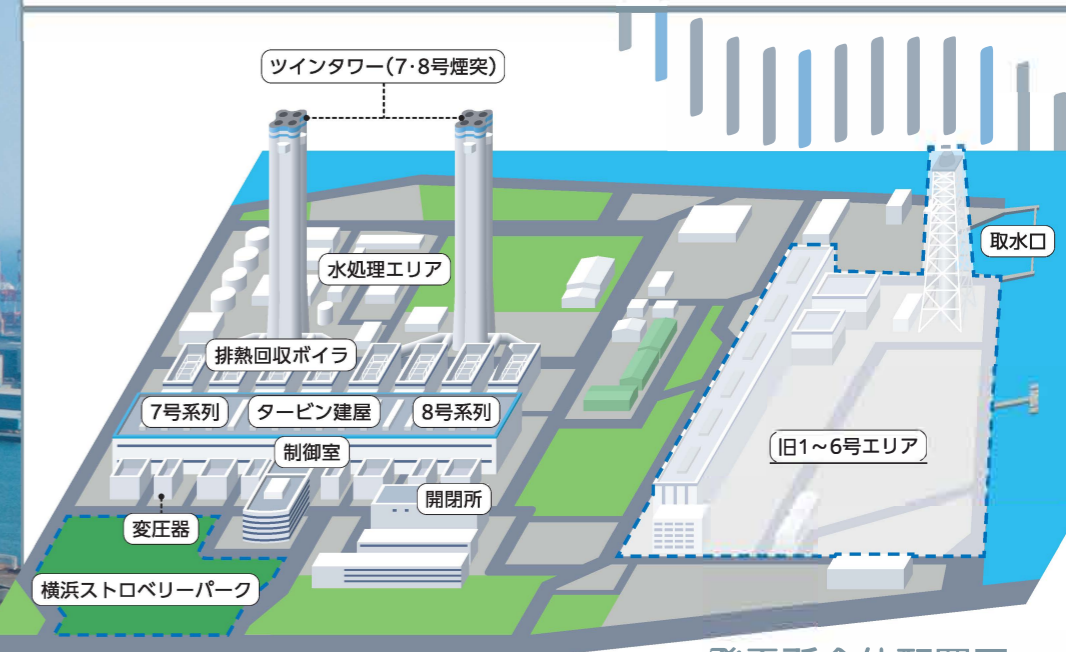 ツインタワー(7・8号煙突)
取水口
水処理エリア
排熱回収ボイラ
7号系列
タービン建屋
8号系列
制御室
旧1~6号エリア
開閉所
変圧器
横浜ストロベリーパーク